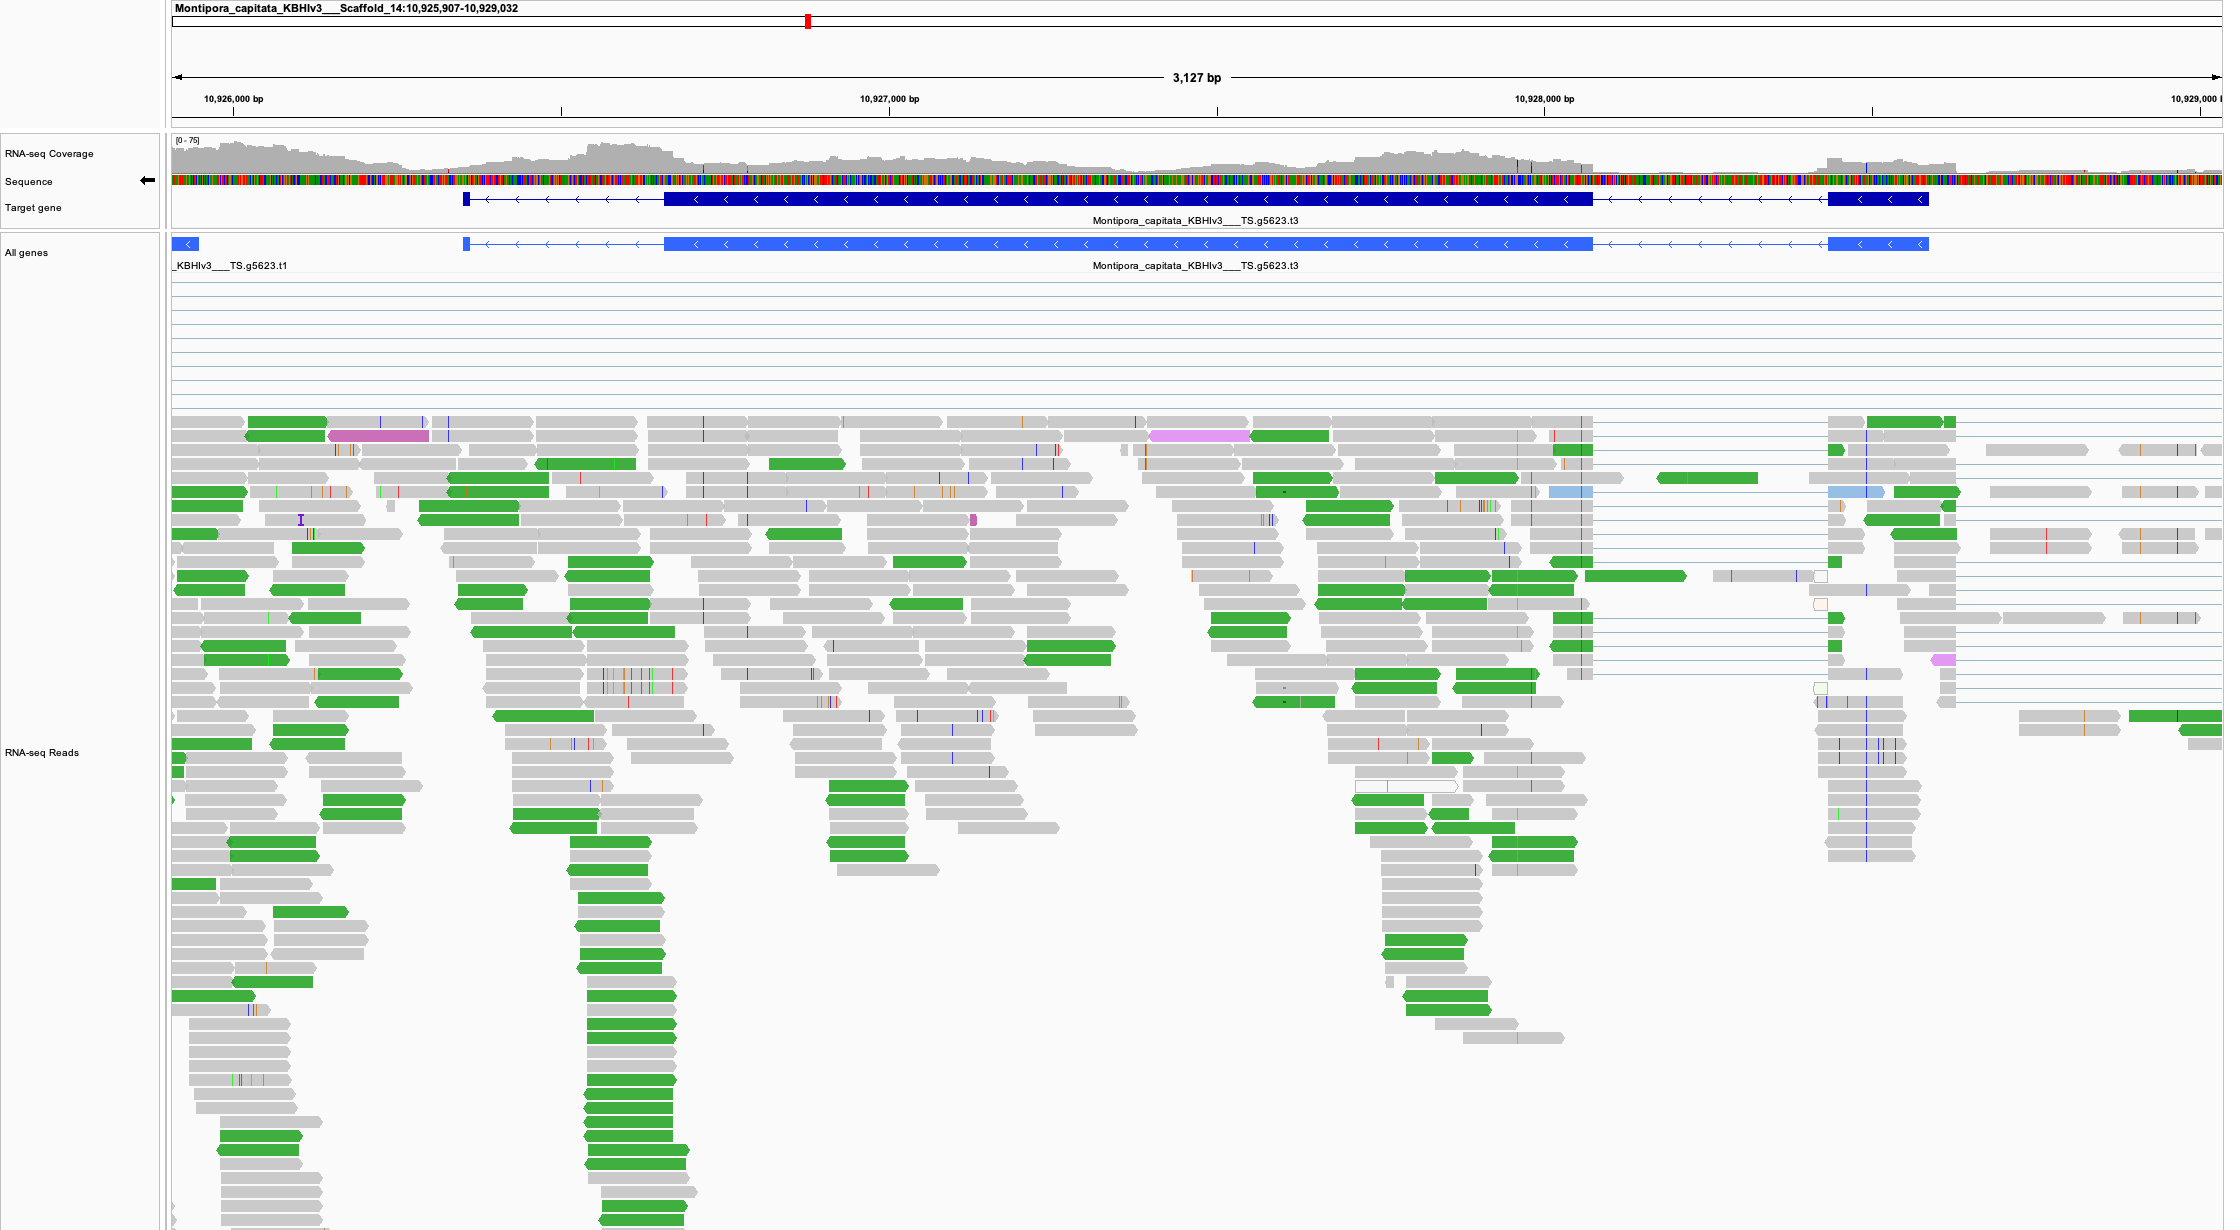 Montipora_capitata_KBHIv3___Scaffold_14:10,925,907-10,929,032
3,127 bp
10,926,000 bp
10,927,000 bp
10,928,000 bp
10,929,000 b
[0 - 75]
RNA-seq Coverage
Sequence
Target gene
Montipora_capitata_KBHIv3___TS.g5623.t3
All genes
_KBHIv3___TS.g5623.t1
Montipora_capitata_KBHIv3___TS.g5623.t3
RNA-seq Reads